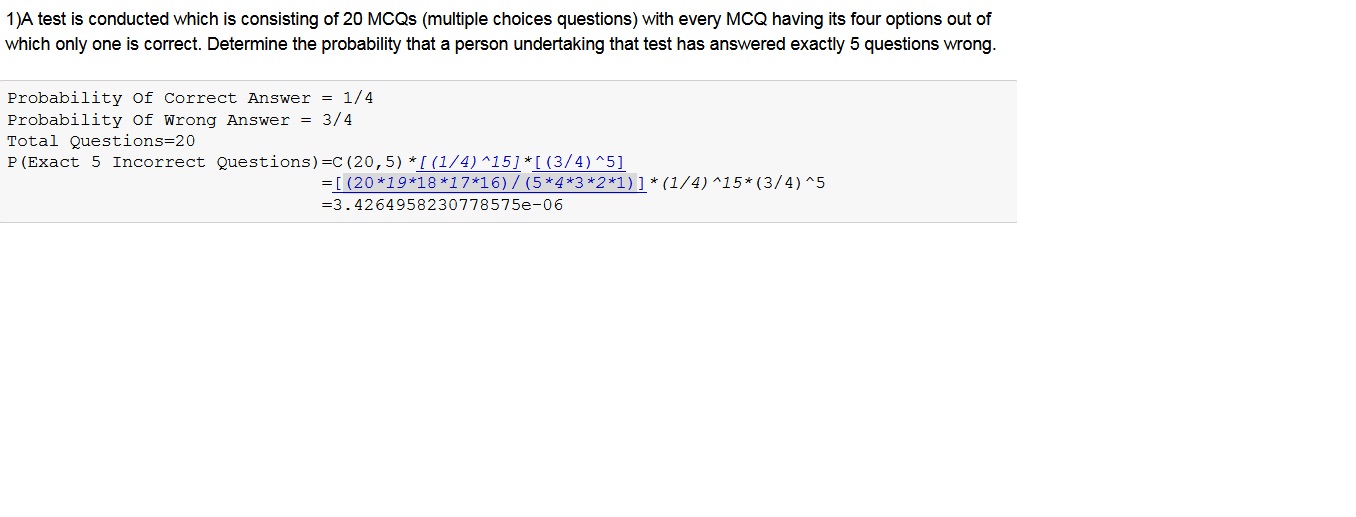 1)A test is conducted which is consisting of 20 MCQs (multiple choices questions) with every MCQ having its four options out of
which only one is correct. Determine the probability that a person undertaking that test has answered exactly 5 questions wrong.
Probability Of Correct Answer = 1/4
Probability Of Wrong Answer = 3/4
Total Questions=20
P(Exact 5 Incorrect Questions)=C(20,5)*[(1/4)^15]*[(3/4)^5]
=[(20*19*18*17*16)/(5*4*3*2*1)]*(1/4)^15*(3/4)^5
=3.4264958230778575e-06